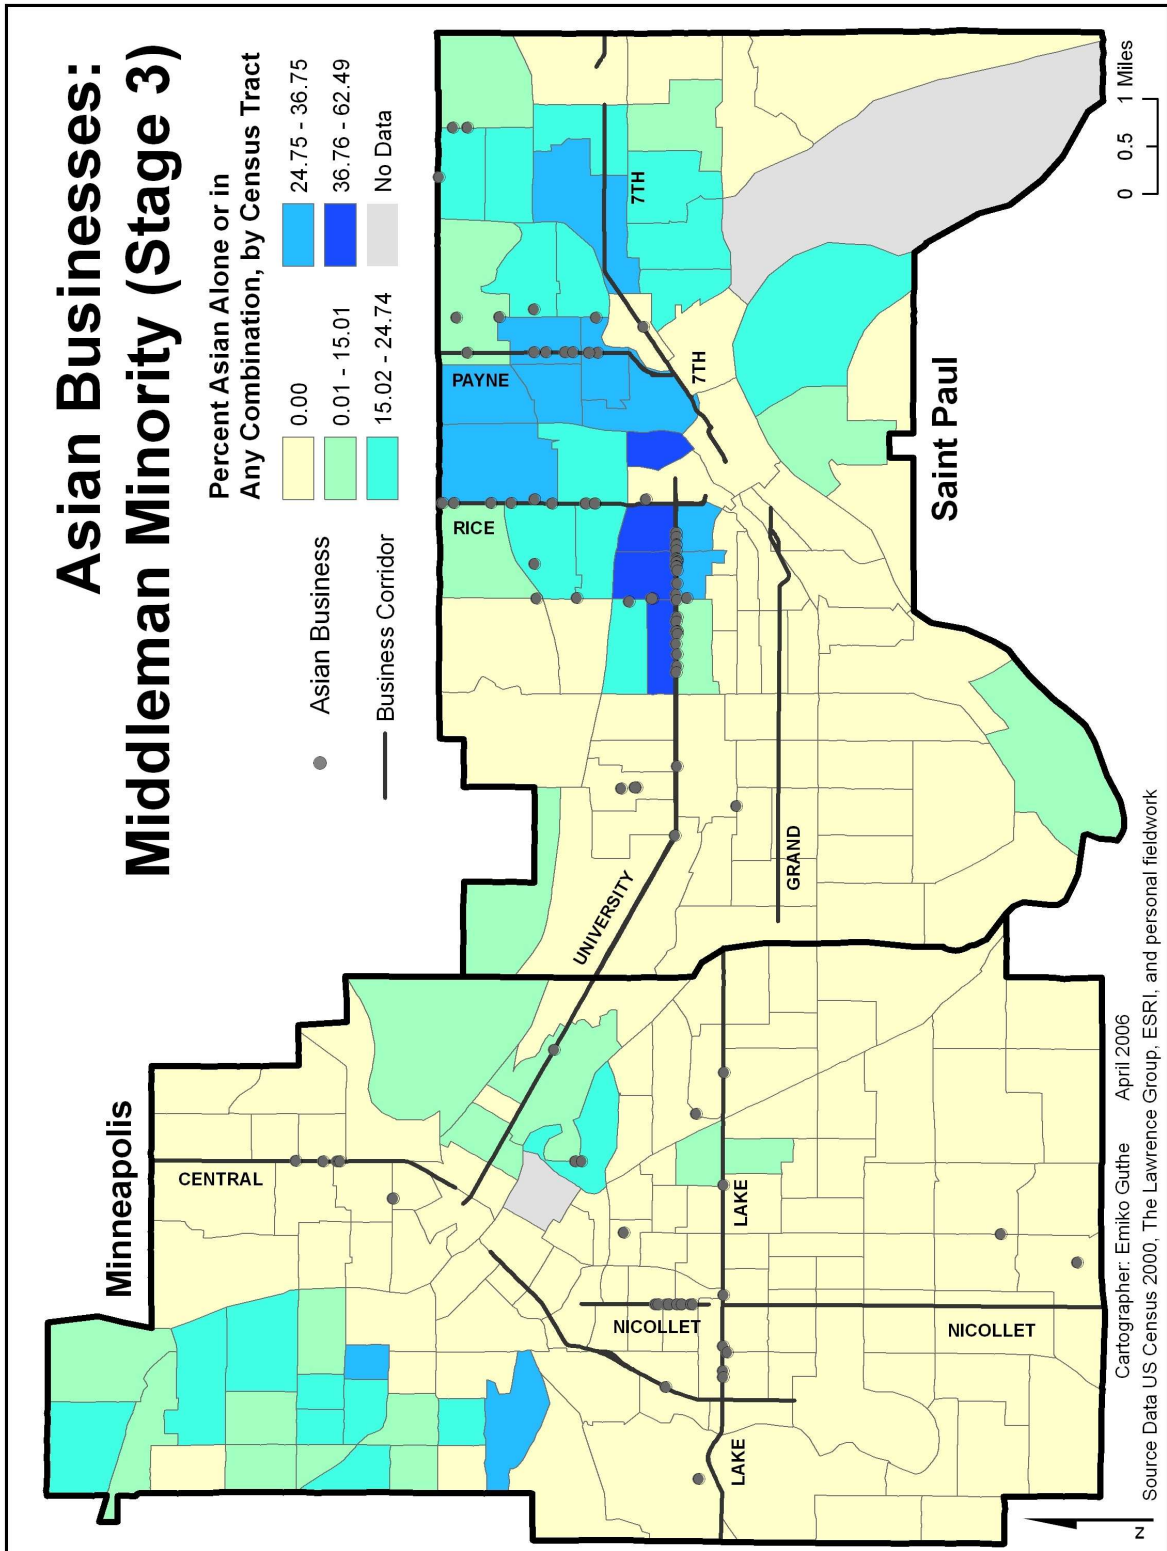 Asian Businesses:
Middleman Minority (Stage 3)
Percent Asian Alone or in
Any Combination, by Census Tract
0.00
0.01 - 15.01
15.02 - 24.74
24.75 - 36.75
36.76 - 62.49
No Data
Asian Business
Business Corridor
Minneapolis
CENTRAL
UNIVERSITY
NICOLLET
NICOLLET
LAKE
LAKE
Saint Paul
RICE
PAYNE
7TH
7TH
GRAND
0 0.5 1 Miles
N
Cartographer: Emiko Guthe April 2006
Source Data US Census 2000, The Lawrence Group, ESRI, and personal fieldwork